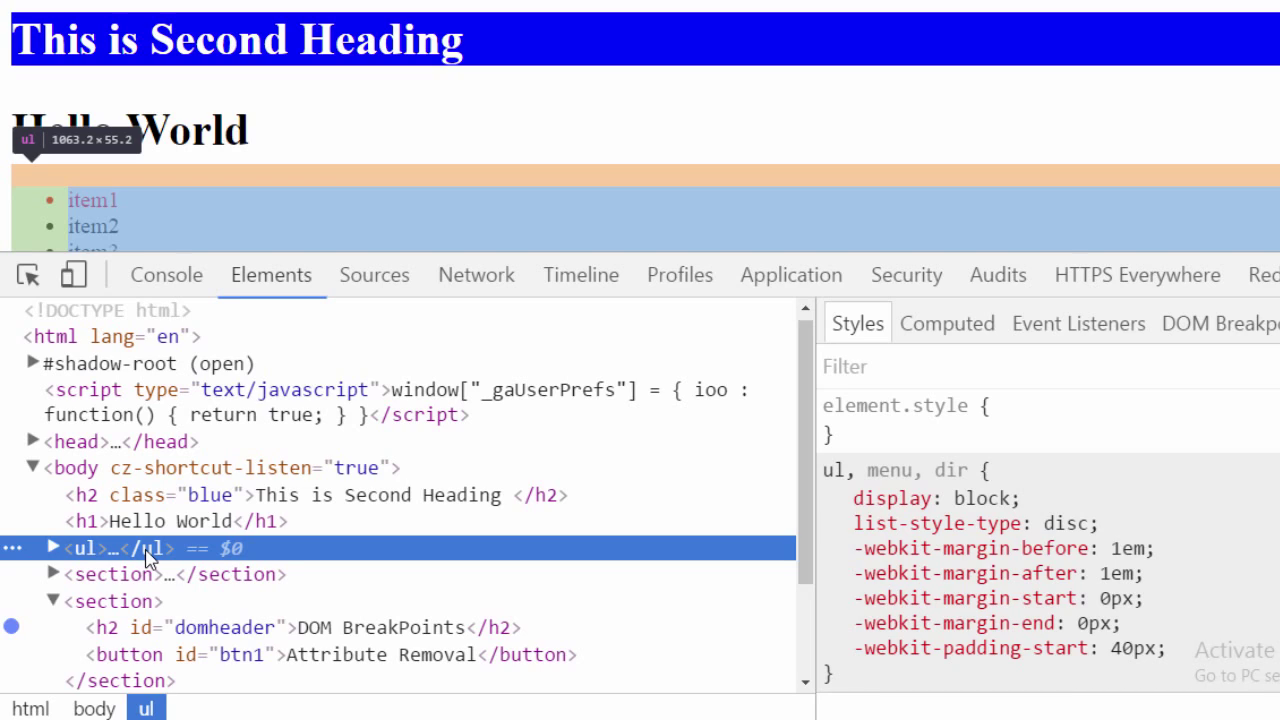 This is Second Heading
Hello World
ul 1063.2×55.2
item1
item2
item3
Console Elements Sources Network Timeline Profiles Application Security Audits HTTPS Everywhere Red
<!DOCTYPE html>
<html lang="en">
#shadow-root (open)
<script type="text/javascript">window["_gaUserPrefs"] = { ioo :
function() { return true; } }</script>
<head>…</head>
<body cz-shortcut-listen="true">
<h2 class="blue">This is Second Heading </h2>
<h1>Hello World</h1>
<ul>…</ul> == $0
<section>…</section>
<section>
<h2 id="domheader">DOM BreakPoints</h2>
<button id="btn1">Attribute Removal</button>
</section>
html body ul
Styles Computed Event Listeners DOM Breakpo
Filter
element.style {
}
ul, menu, dir {
display: block;
list-style-type: disc;
-webkit-margin-before: 1em;
-webkit-margin-after: 1em;
-webkit-margin-start: 0px;
-webkit-margin-end: 0px;
-webkit-padding-start: 40px;
}
Activate
Go to PC se